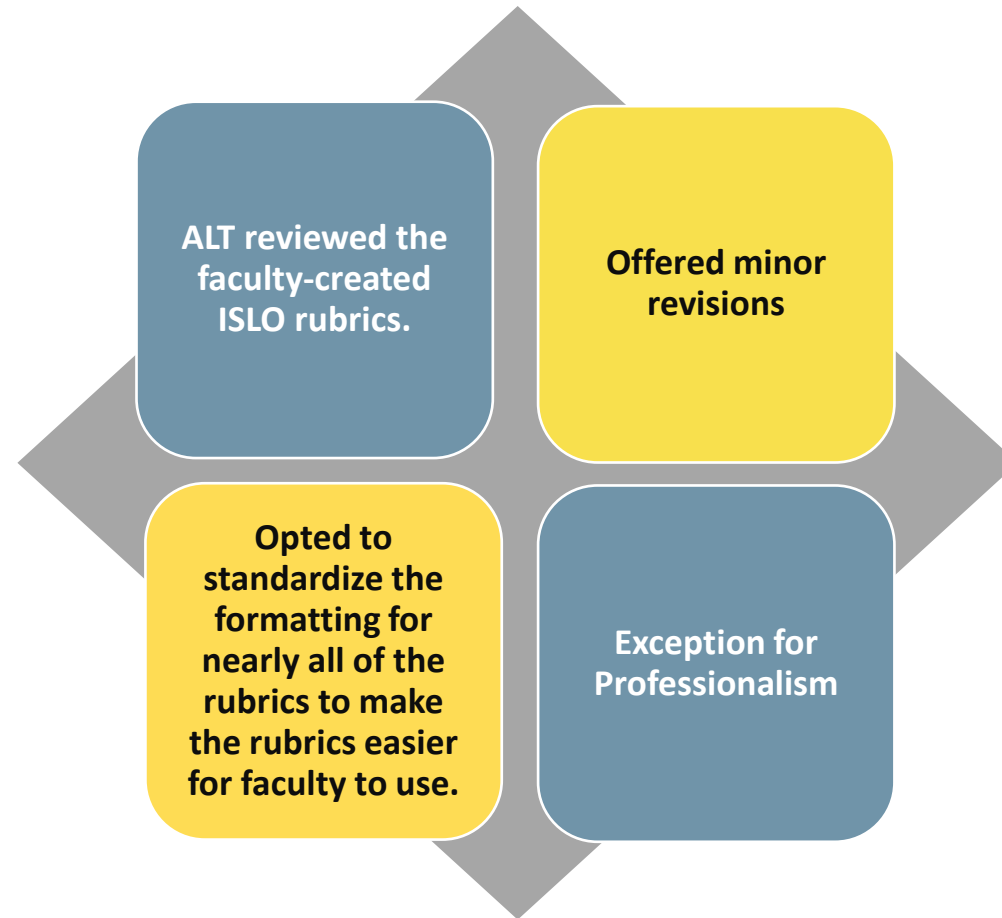 ALT reviewed the
faculty-created
ISLO rubrics.
Offered minor
revisions
Opted to
standardize the
formatting for
nearly all of the
rubrics to make
the rubrics easier
for faculty to use.
Exception for
Professionalism